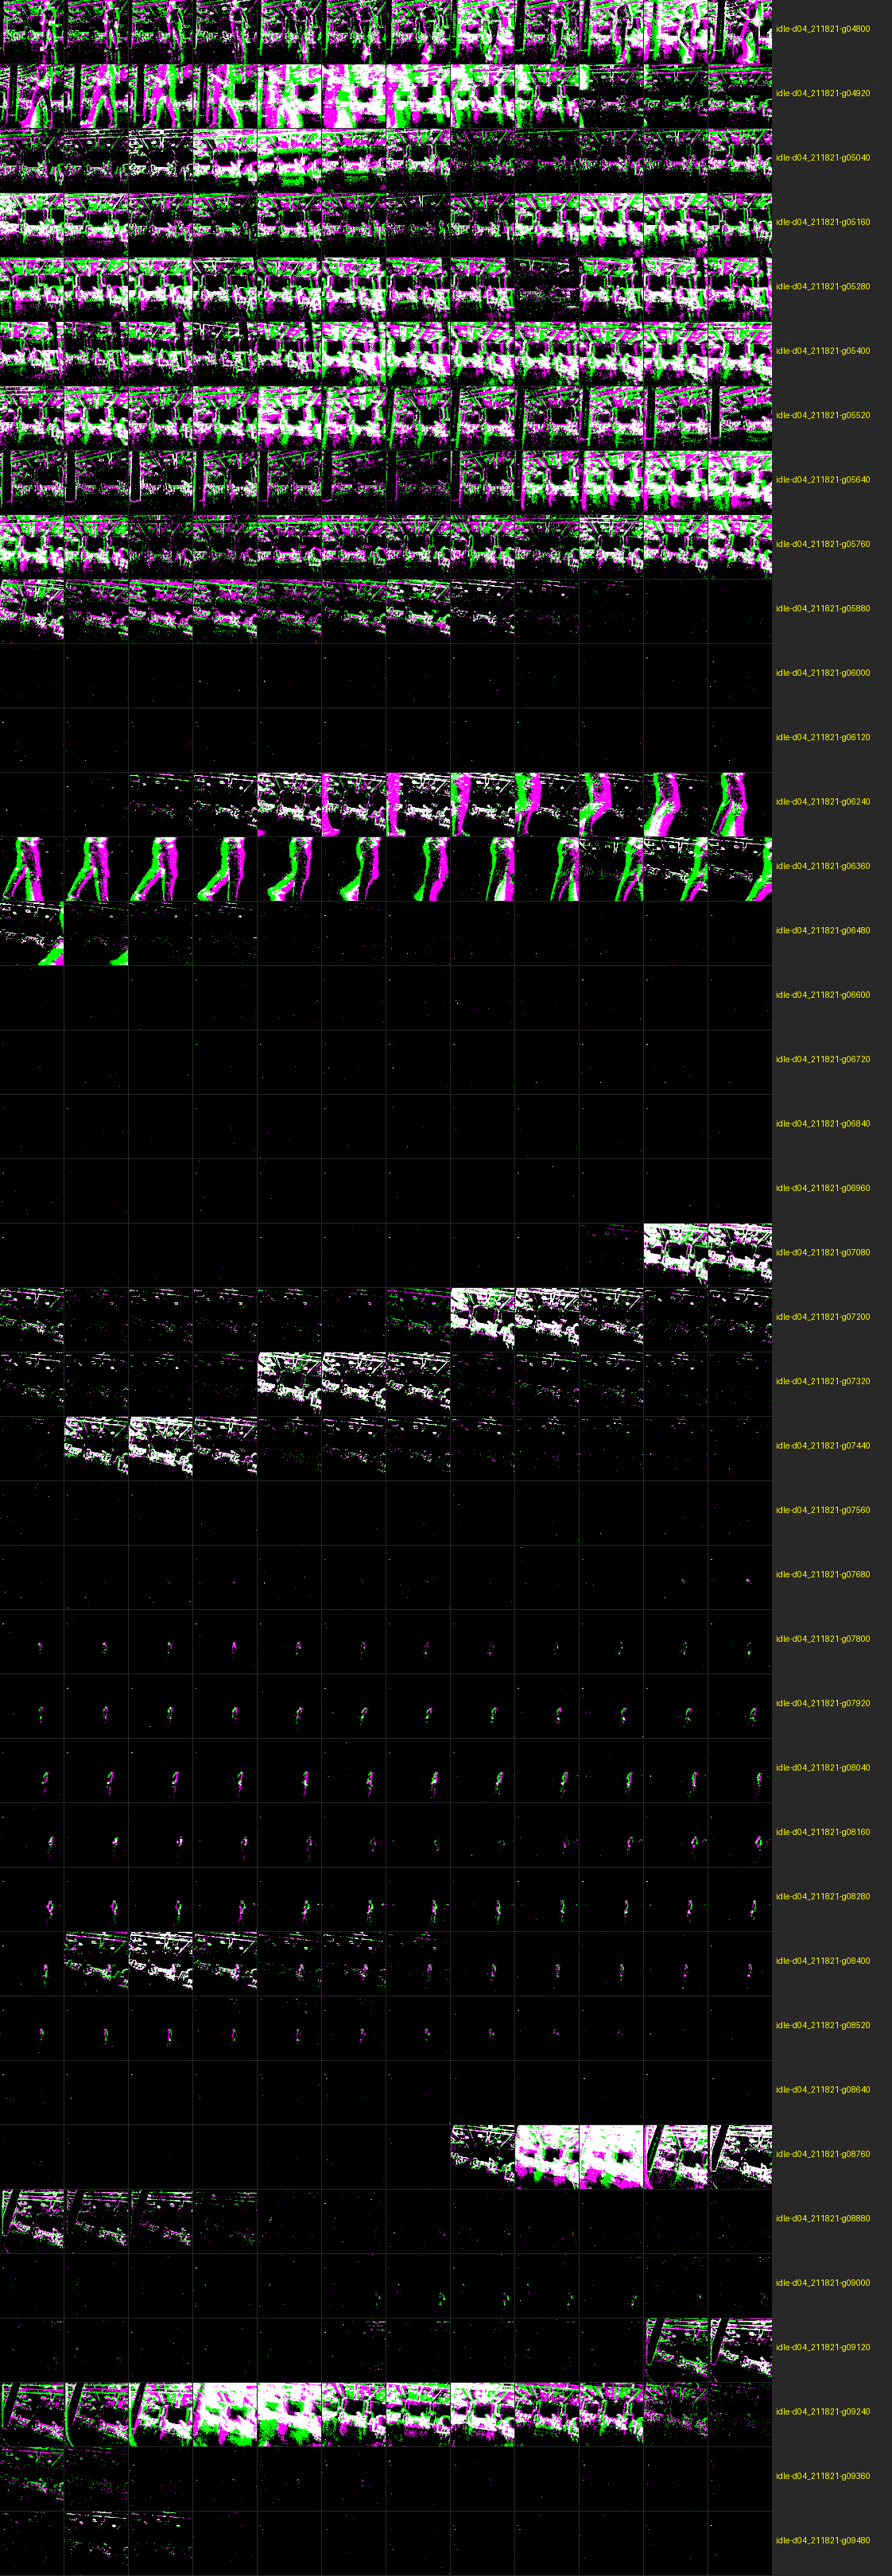 idle-d04_211821-g04800
idle-d04_211821-g04920
idle-d04_211821-g05040
idle-d04_211821-g05160
idle-d04_211821-g05280
idle-d04_211821-g05400
idle-d04_211821-g05520
idle-d04_211821-g05640
idle-d04_211821-g05760
idle-d04_211821-g05880
idle-d04_211821-g06000
idle-d04_211821-g06120
idle-d04_211821-g06240
idle-d04_211821-g06360
idle-d04_211821-g06480
idle-d04_211821-g06600
idle-d04_211821-g06720
idle-d04_211821-g06840
idle-d04_211821-g06960
idle-d04_211821-g07080
idle-d04_211821-g07200
idle-d04_211821-g07320
idle-d04_211821-g07440
idle-d04_211821-g07560
idle-d04_211821-g07680
idle-d04_211821-g07800
idle-d04_211821-g07920
idle-d04_211821-g08040
idle-d04_211821-g08160
idle-d04_211821-g08280
idle-d04_211821-g08400
idle-d04_211821-g08520
idle-d04_211821-g08640
idle-d04_211821-g08760
idle-d04_211821-g08880
idle-d04_211821-g09000
idle-d04_211821-g09120
idle-d04_211821-g09240
idle-d04_211821-g09360
idle-d04_211821-g09480